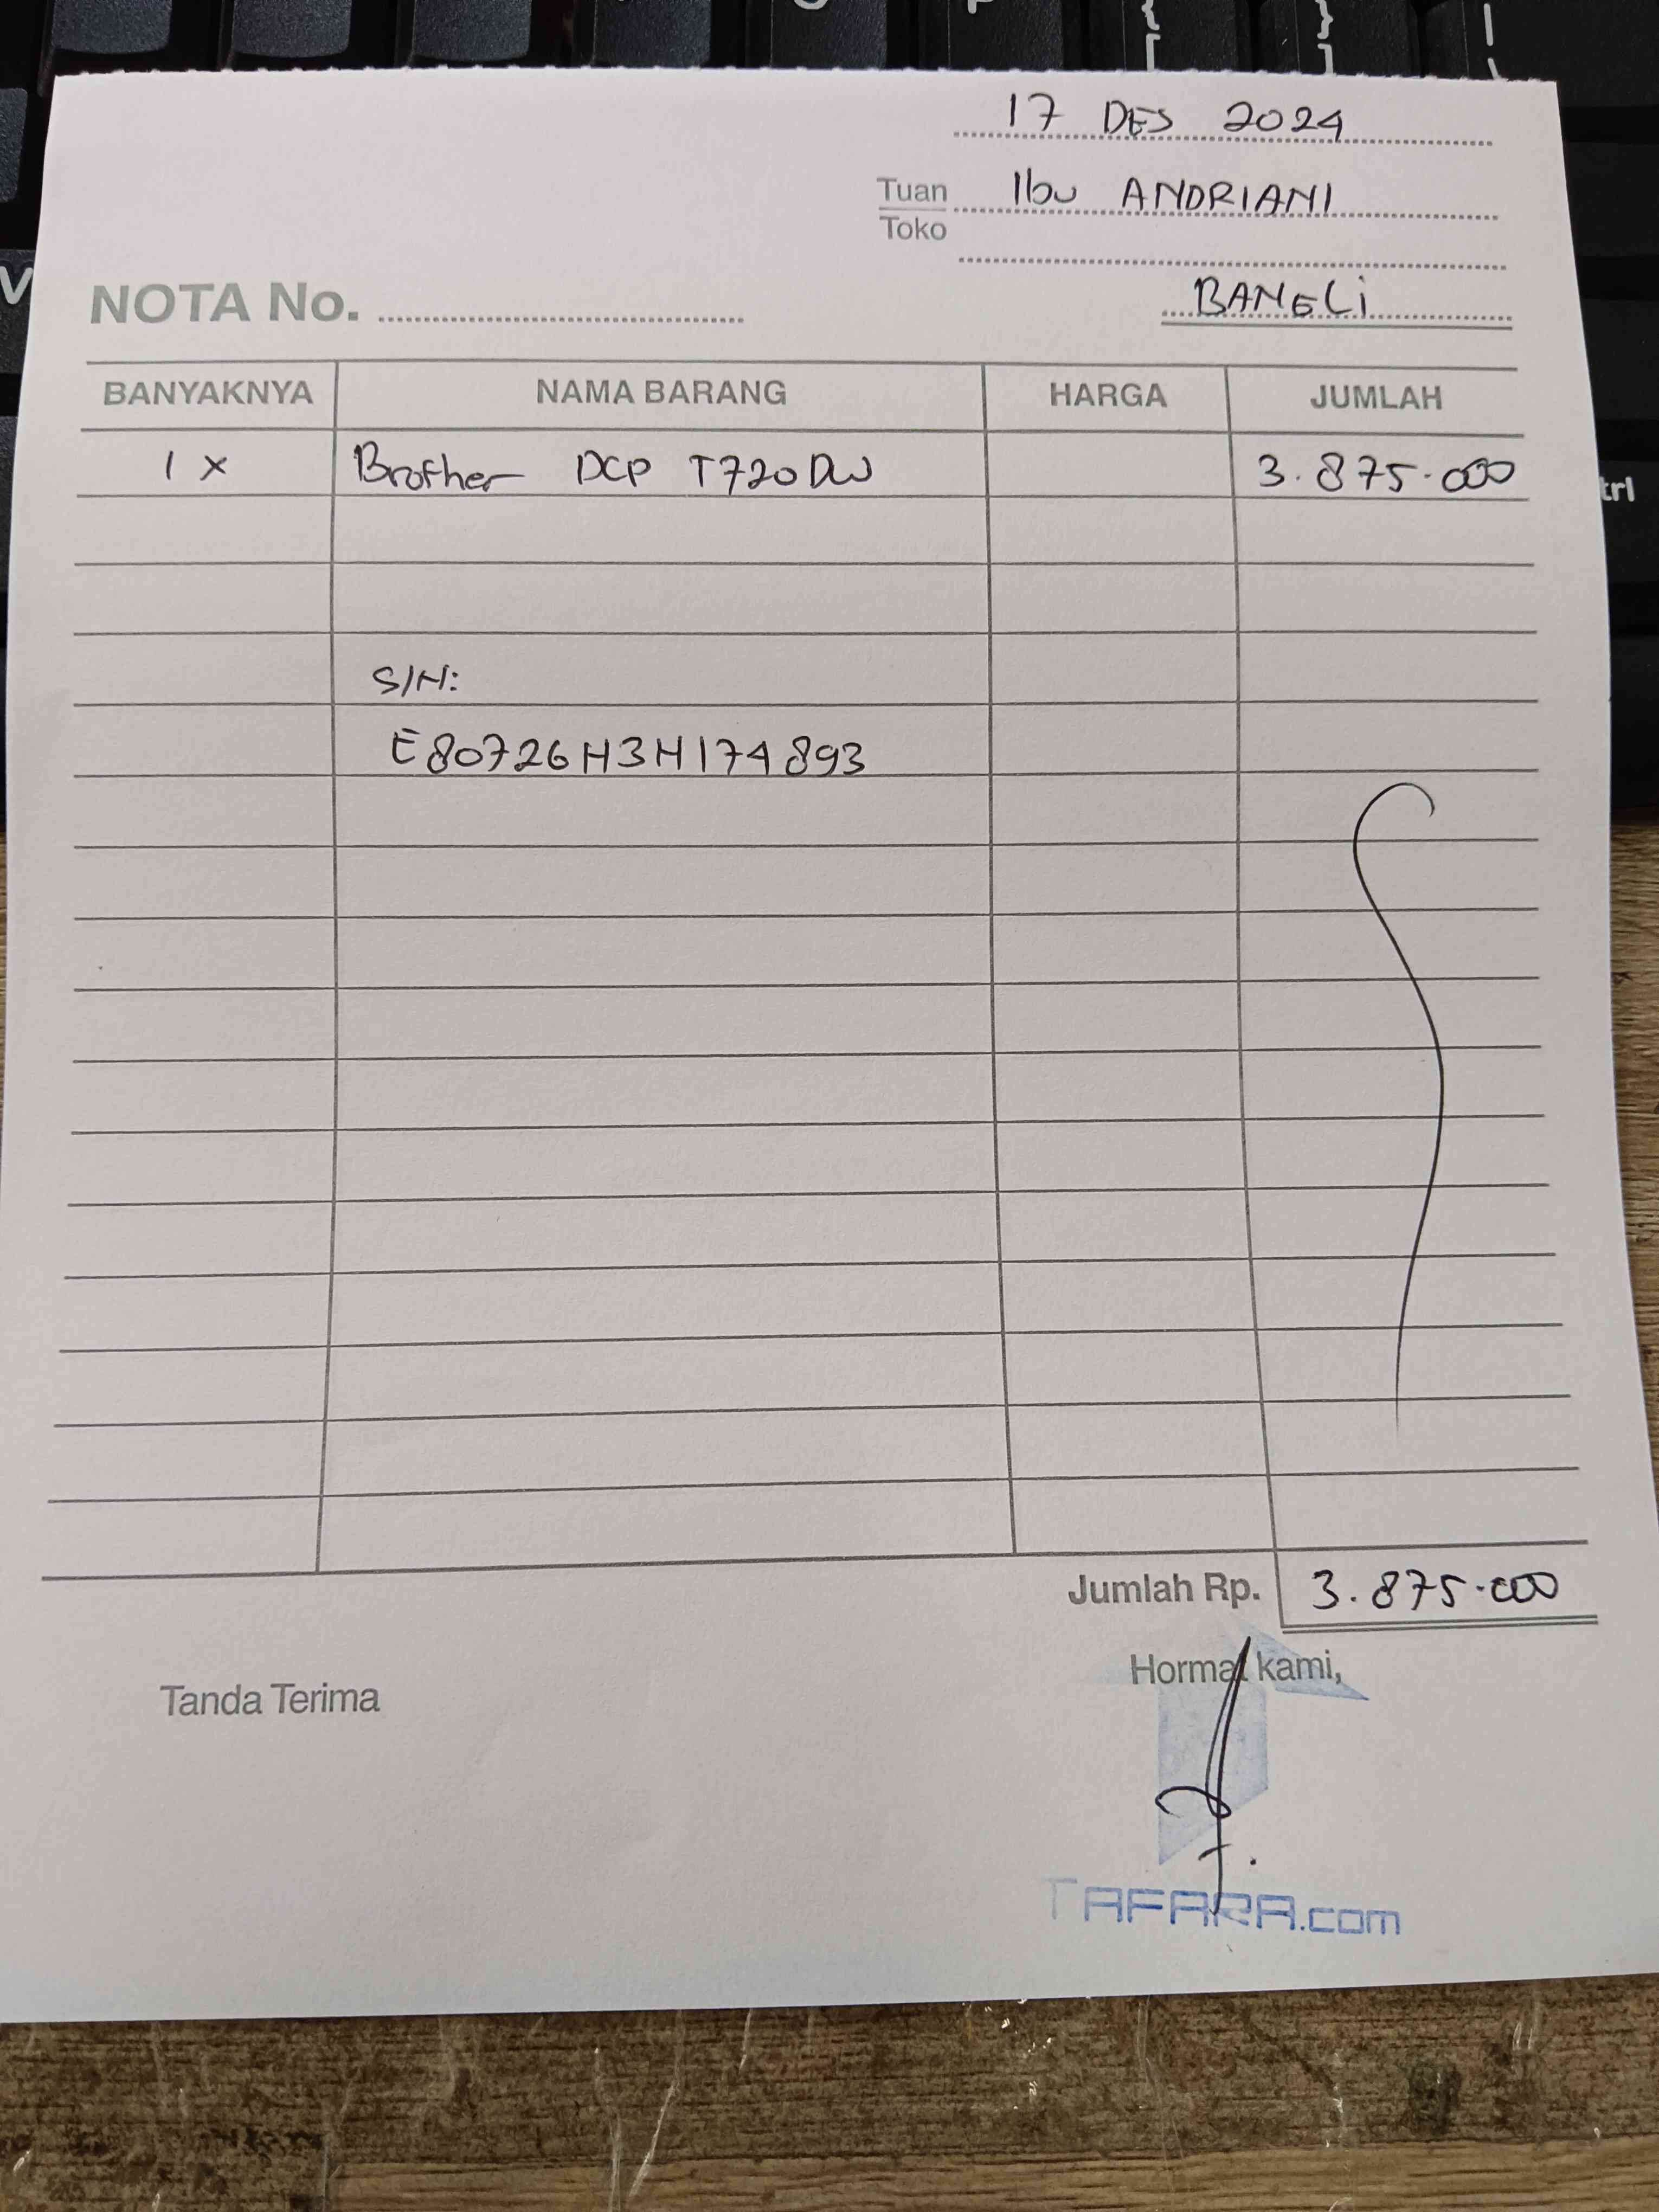 17 DES 2024
Tuan Ibu ANDRIANI
Toko
BANGLi
NOTA No.
BANYAKNYA NAMA BARANG HARGA JUMLAH
1 x Brother DCP T720DW 3.875.000
S/N:
E80726H3H174893
Jumlah Rp. 3.875.000
Tanda Terima Hormat kami,
TAFARA.com